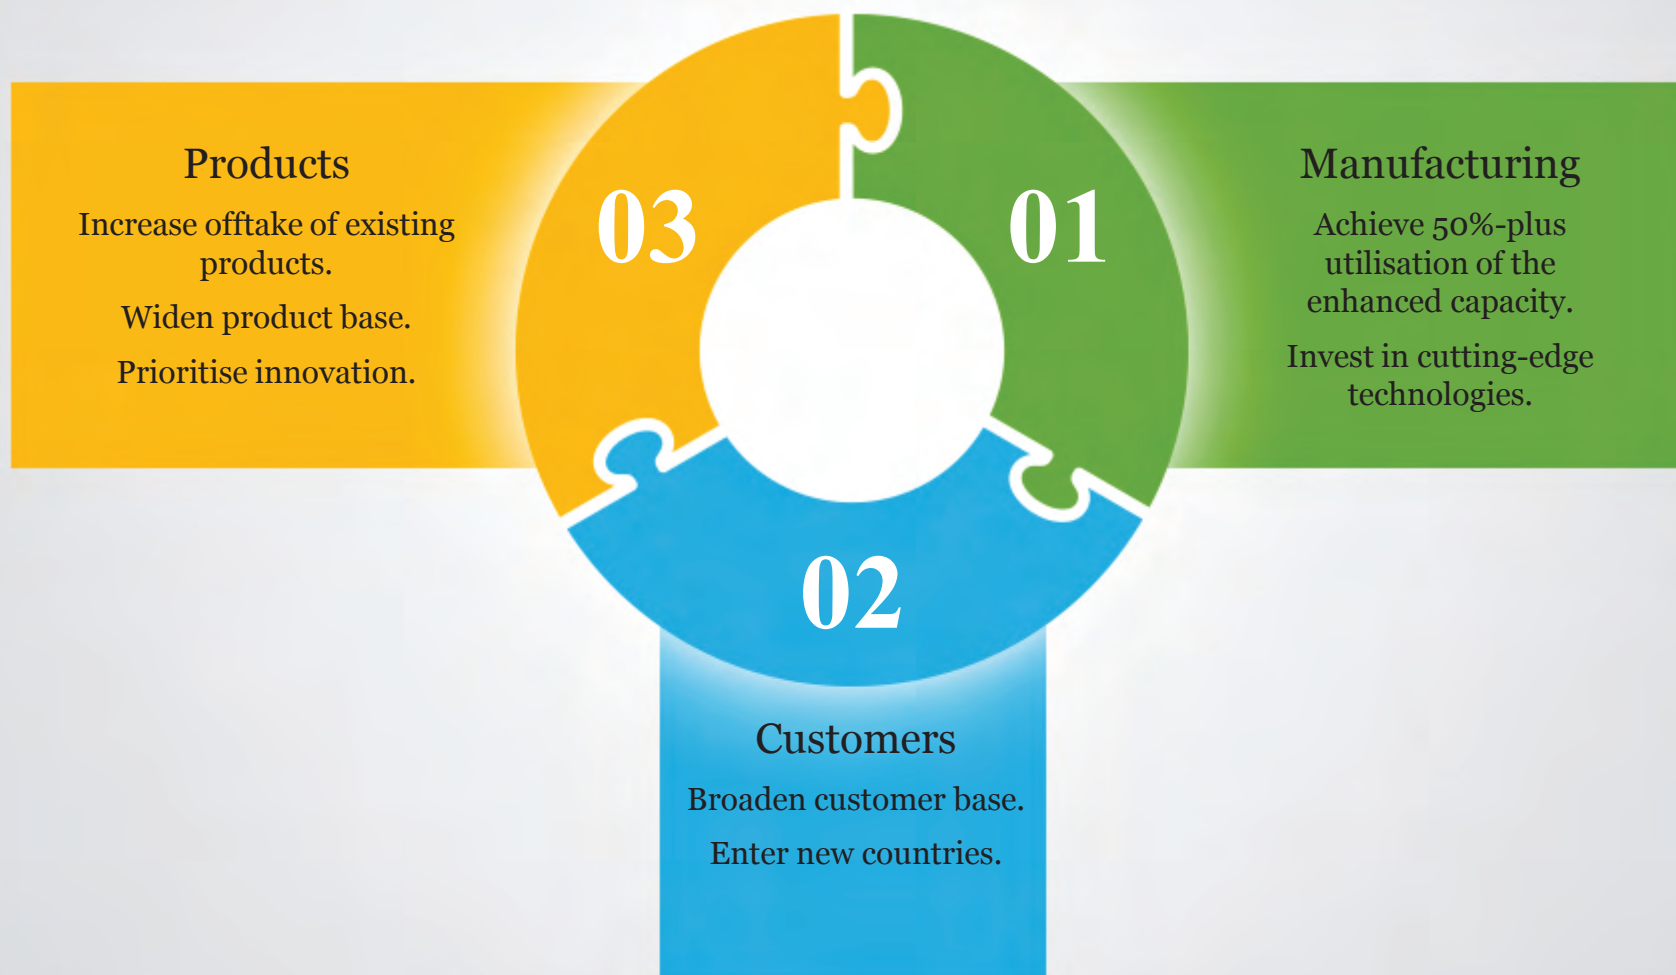 01
Manufacturing
Achieve 50%-plus
utilisation of the
enhanced capacity.
Invest in cutting-edge
technologies.
02
Customers
Broaden customer base.
Enter new countries.
03
Products
Increase offtake of existing
products.
Widen product base.
Prioritise innovation.